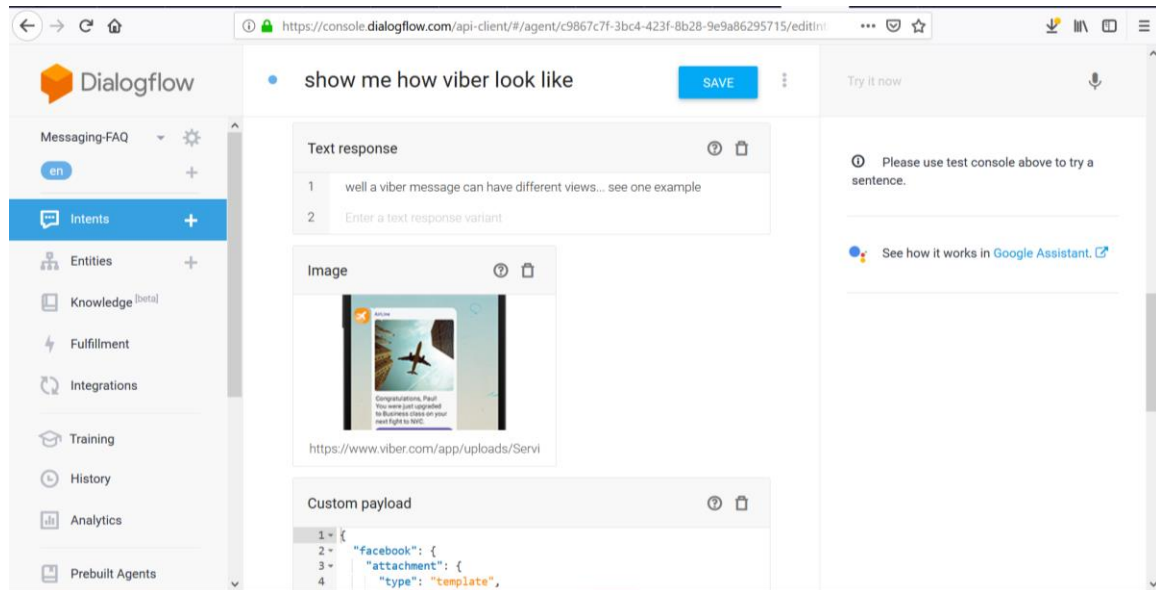 https://console.dialogflow.com/api-client/#/agent/c9867c7f-3bc4-423f-8b28-9e9a86295715/editInt
Dialogflow
show me how viber look like
SAVE
Try it now
Messaging-FAQ
en
Intents
Entities
Knowledge [beta]
Fulfillment
Integrations
Training
History
Analytics
Prebuilt Agents
Text response
1 well a viber message can have different views... see one example
2 Enter a text response variant
Image
AirLine
Congratulations, Paul!
You were just upgraded
to Business class on your
next fight to NYC.
https://www.viber.com/app/uploads/Servi
Custom payload
1 {
2 "facebook": {
3 "attachment": {
4 "type": "template",
Please use test console above to try a
sentence.
See how it works in Google Assistant.